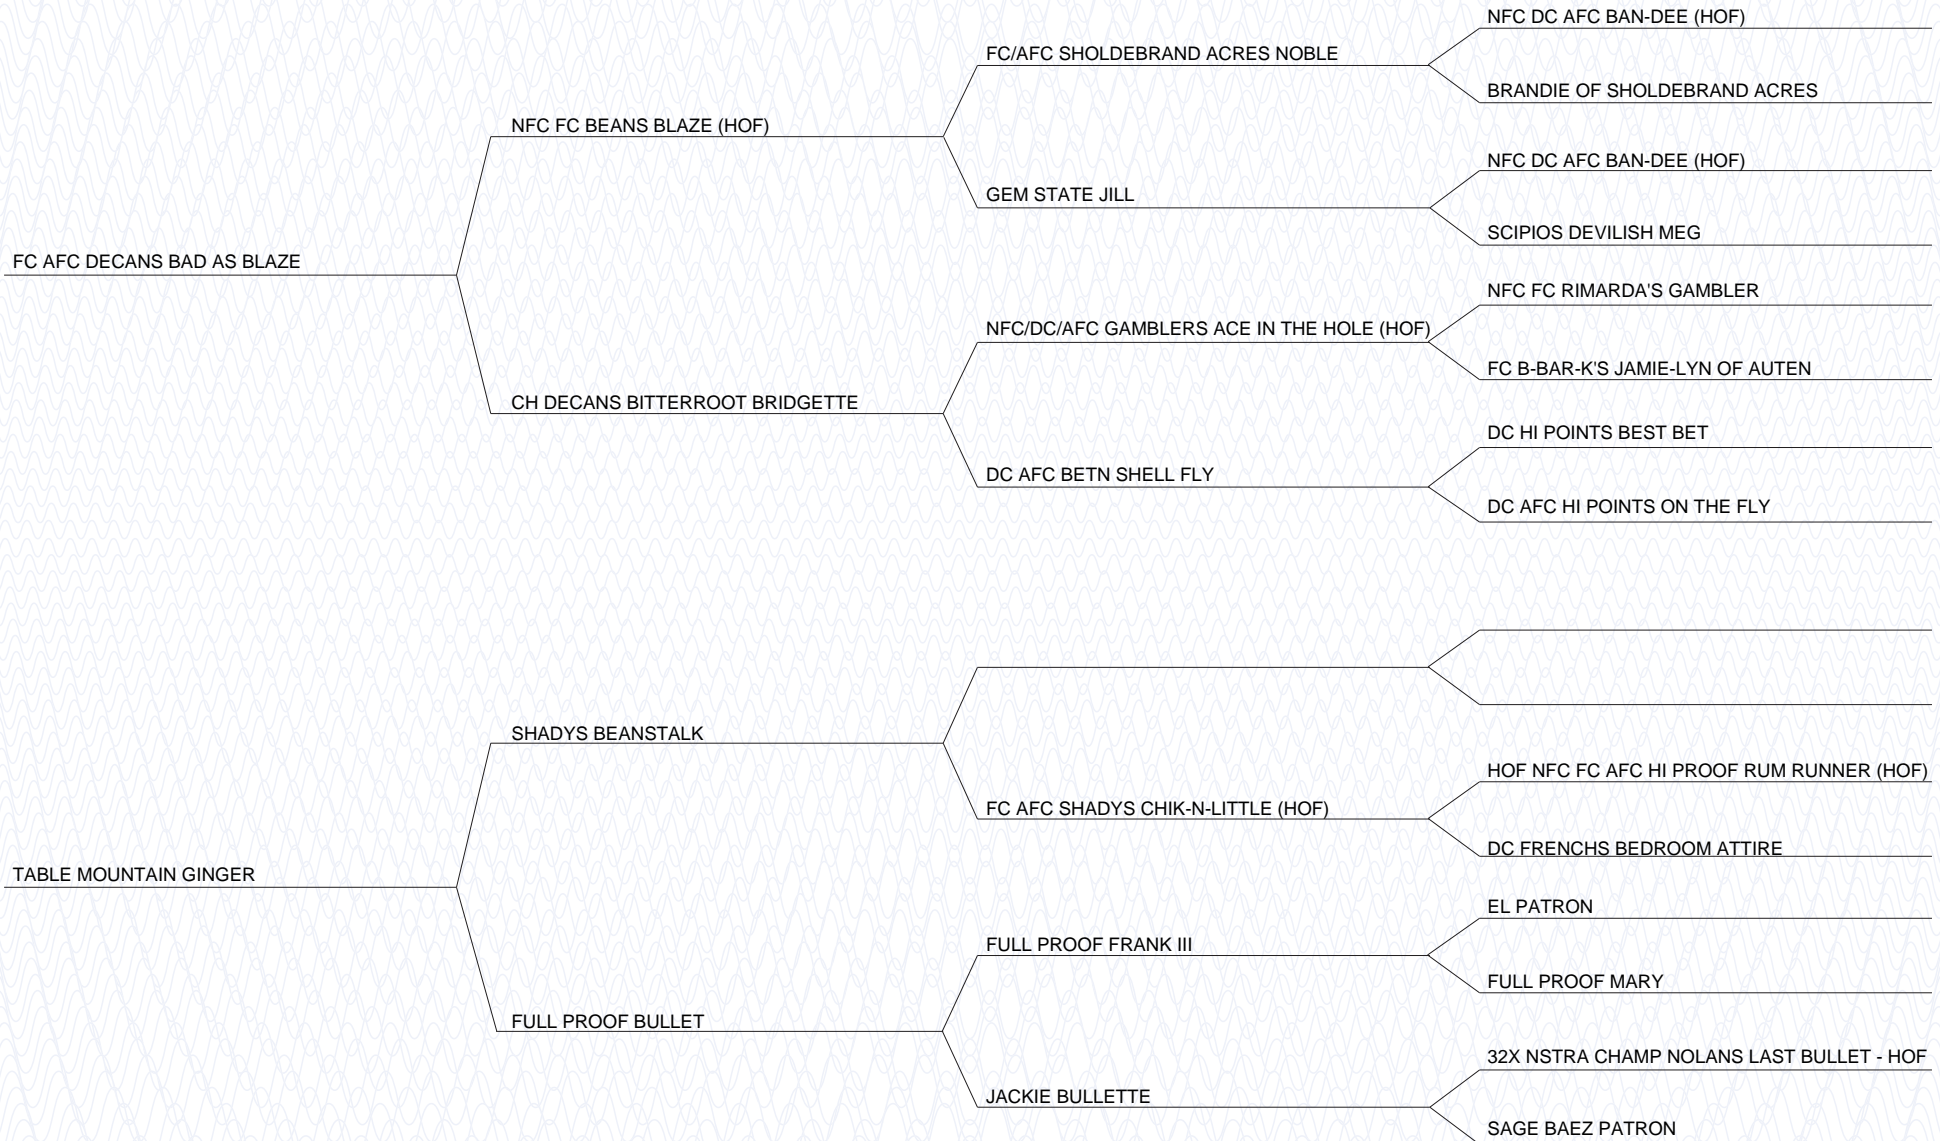 NFC DC AFC BAN-DEE (HOF)
FC/AFC SHOLDEBRAND ACRES NOBLE
BRANDIE OF SHOLDEBRAND ACRES
NFC FC BEANS BLAZE (HOF)
NFC DC AFC BAN-DEE (HOF)
GEM STATE JILL
SCIPIOS DEVILISH MEG
FC AFC DECANS BAD AS BLAZE
NFC FC RIMARDA'S GAMBLER
NFC/DC/AFC GAMBLERS ACE IN THE HOLE (HOF)
FC B-BAR-K'S JAMIE-LYN OF AUTEN
CH DECANS BITTERROOT BRIDGETTE
DC HI POINTS BEST BET
DC AFC BETN SHELL FLY
DC AFC HI POINTS ON THE FLY
SHADYS BEANSTALK
HOF NFC FC AFC HI PROOF RUM RUNNER (HOF)
FC AFC SHADYS CHIK-N-LITTLE (HOF)
DC FRENCHS BEDROOM ATTIRE
TABLE MOUNTAIN GINGER
EL PATRON
FULL PROOF FRANK III
FULL PROOF MARY
FULL PROOF BULLET
32X NSTRA CHAMP NOLANS LAST BULLET - HOF
JACKIE BULLETTE
SAGE BAEZ PATRON